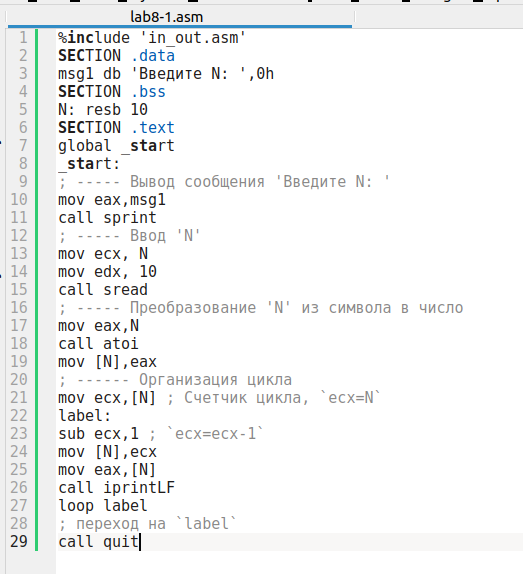 lab8-1.asm
1 %include 'in_out.asm'
2 SECTION .data
3 msg1 db 'Введите N: ',0h
4 SECTION .bss
5 N: resb 10
6 SECTION .text
7 global _start
8 _start:
9 ; ----- Вывод сообщения 'Введите N: '
10 mov eax,msg1
11 call sprint
12 ; ----- Ввод 'N'
13 mov ecx, N
14 mov edx, 10
15 call sread
16 ; ----- Преобразование 'N' из символа в число
17 mov eax,N
18 call atoi
19 mov [N],eax
20 ; ------ Организация цикла
21 mov ecx,[N] ; Счетчик цикла, `ecx=N`
22 label:
23 sub ecx,1 ; `ecx=ecx-1`
24 mov [N],ecx
25 mov eax,[N]
26 call iprintLF
27 loop label
28 ; переход на `label`
29 call quit